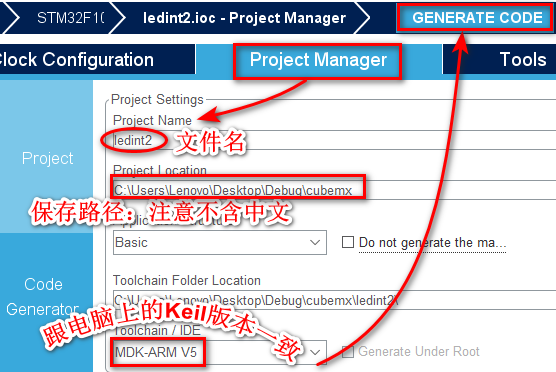 STM32F10
ledint2.ioc - Project Manager
GENERATE CODE
Clock Configuration
Project Manager
Tools
Project
Code
Generator
Project Settings
Project Name
ledint2
文件名
Project Location
C:\Users\Lenovo\Desktop\Debug\cubemx
保存路径：注意不含中文
Basic
Do not generate the ma...
Toolchain Folder Location
C:\Users\Lenovo\Desktop\Debug\cubemx\ledint2\
跟电脑上的Keil版本一致
Toolchain / IDE
MDK-ARM V5
Generate Under Root